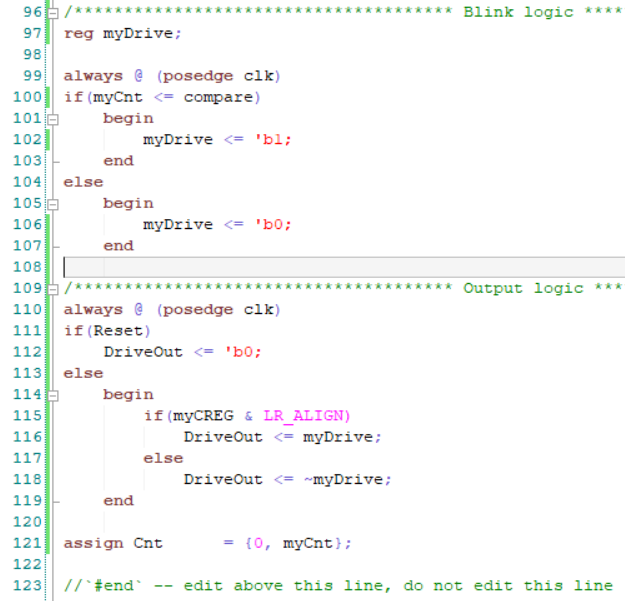 96 /************************************** Blink logic ****
97 reg myDrive;
98
99 always @ (posedge clk)
100 if(myCnt <= compare)
101 begin
102 myDrive <= 'b1;
103 end
104 else
105 begin
106 myDrive <= 'b0;
107 end
108
109 /************************************** Output logic ***
110 always @ (posedge clk)
111 if(Reset)
112 DriveOut <= 'b0;
113 else
114 begin
115 if(myCREG & LR_ALIGN)
116 DriveOut <= myDrive;
117 else
118 DriveOut <= ~myDrive;
119 end
120
121 assign Cnt = {0, myCnt};
122
123 //`#end` -- edit above this line, do not edit this line